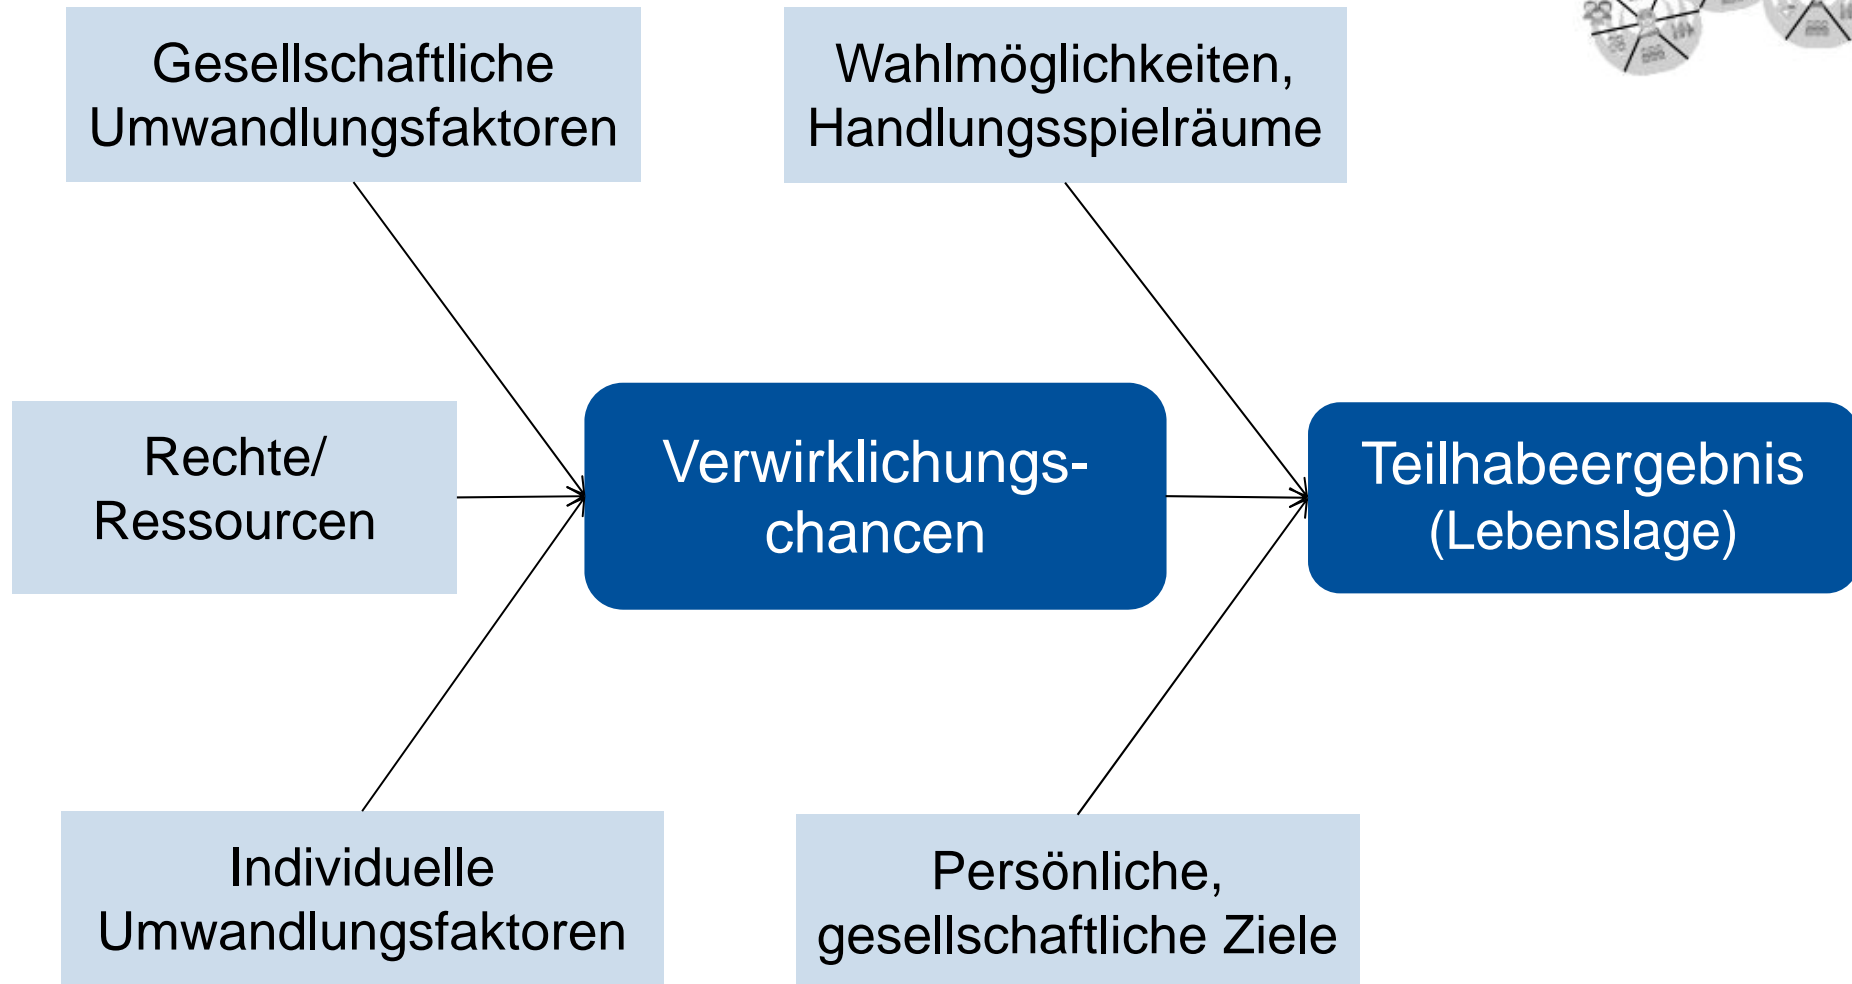 Gesellschaftliche
Umwandlungsfaktoren
Wahlmöglichkeiten,
Handlungsspielräume
Rechte/
Ressourcen
Verwirklichungs-
chancen
Teilhabeergebnis
(Lebenslage)
Individuelle
Umwandlungsfaktoren
Persönliche,
gesellschaftliche Ziele